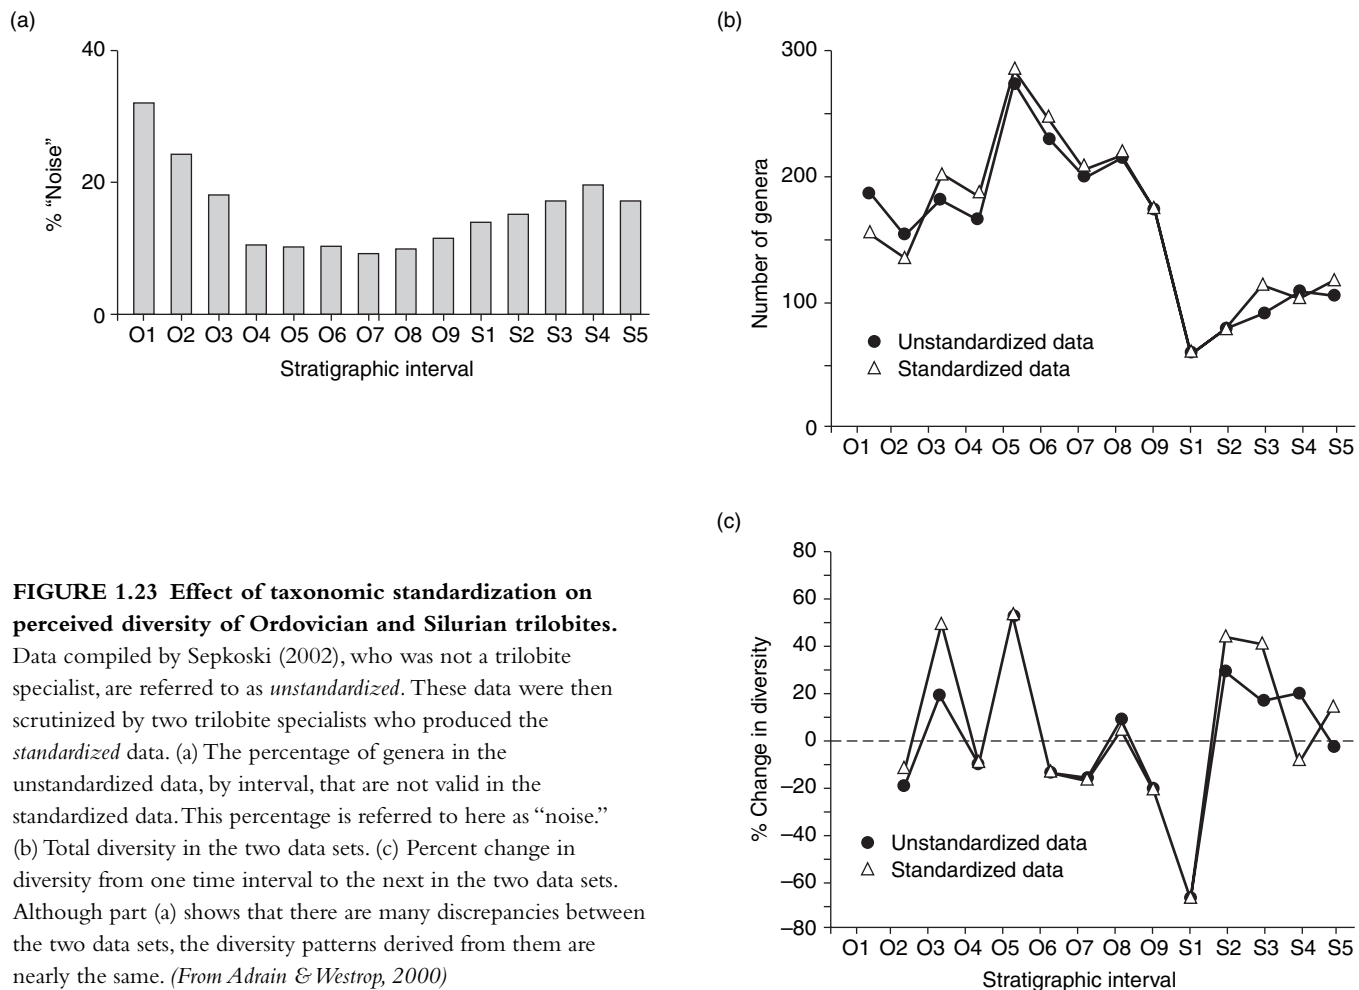 (a)
40
20
0
% “Noise”
O1 O2 O3 O4 O5 O6 O7 O8 O9 S1 S2 S3 S4 S5
Stratigraphic interval
(b)
300
200
100
0
Number of genera
Unstandardized data
Standardized data
O1 O2 O3 O4 O5 O6 O7 O8 O9 S1 S2 S3 S4 S5
(c)
80
60
40
20
0
–20
–40
–60
–80
% Change in diversity
Unstandardized data
Standardized data
O1 O2 O3 O4 O5 O6 O7 O8 O9 S1 S2 S3 S4 S5
Stratigraphic interval
FIGURE 1.23 Effect of taxonomic standardization on
perceived diversity of Ordovician and Silurian trilobites.
Data compiled by Sepkoski (2002), who was not a trilobite
specialist, are referred to as unstandardized. These data were then
scrutinized by two trilobite specialists who produced the
standardized data. (a) The percentage of genera in the
unstandardized data, by interval, that are not valid in the
standardized data. This percentage is referred to here as “noise.”
(b) Total diversity in the two data sets. (c) Percent change in
diversity from one time interval to the next in the two data sets.
Although part (a) shows that there are many discrepancies between
the two data sets, the diversity patterns derived from them are
nearly the same. (From Adrain & Westrop, 2000)